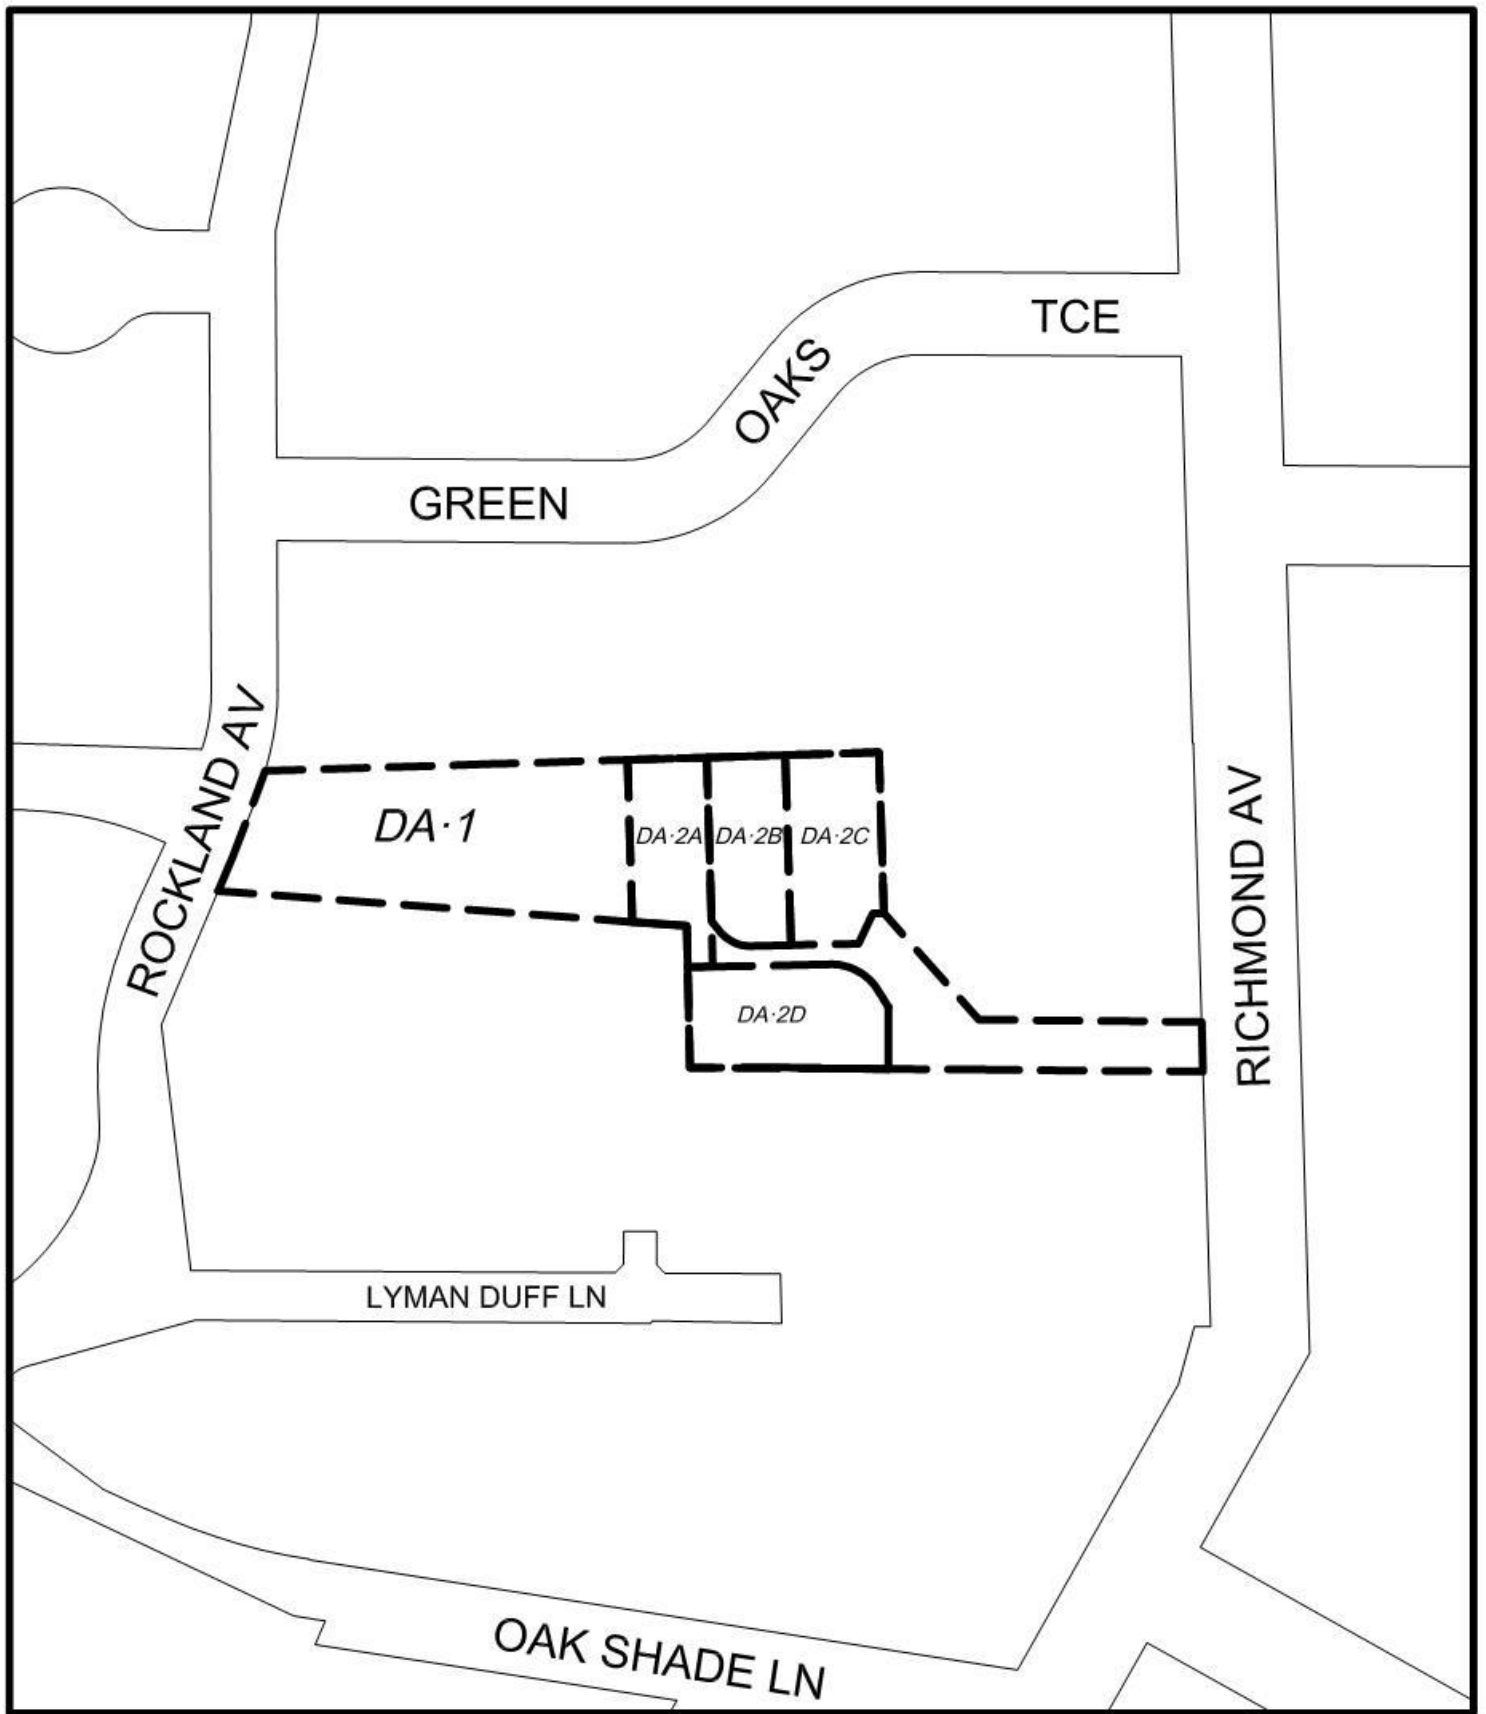 TCE
OAKS
GREEN
ROCKLAND AV
DA·1
DA·2A
DA·2B
DA·2C
RICHMOND AV
DA·2D
LYMAN DUFF LN
OAK SHADE LN